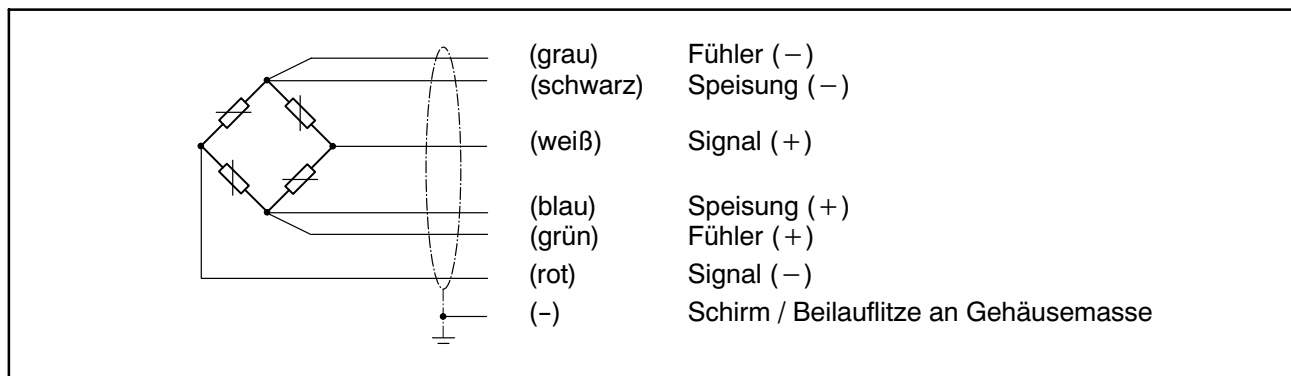 (grau) Fühler (−)
(schwarz) Speisung (−)
(weiß) Signal (+)
(blau) Speisung (+)
(grün) Fühler (+)
(rot) Signal (−)
(–) Schirm / Beilauflitze an Gehäusemasse